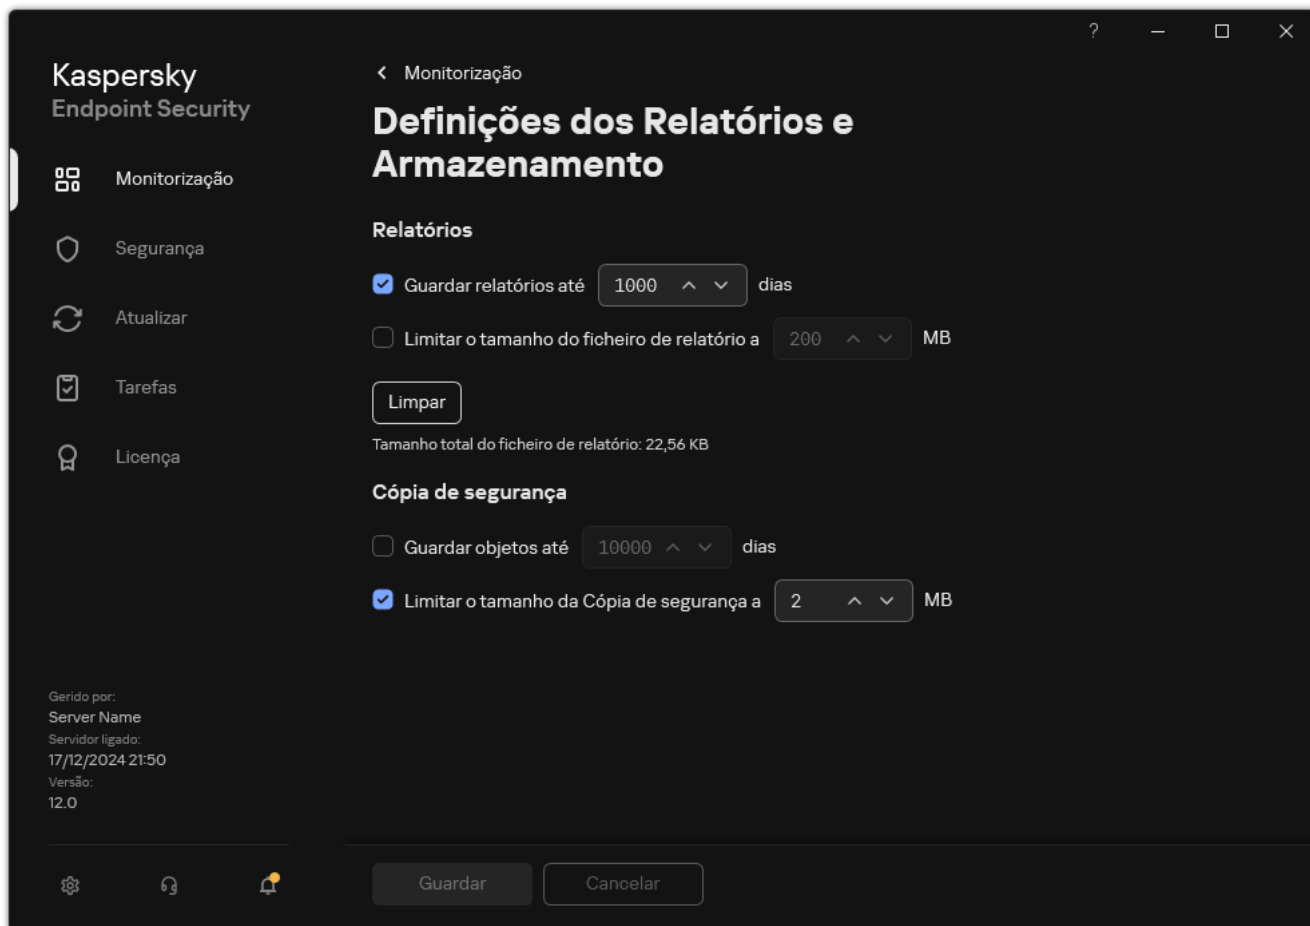 ?
Kaspersky
Endpoint Security
Monitorização
Segurança
Atualizar
Tarefas
Licença
Gerido por:
Server Name
Servidor ligado:
17/12/2024 21:50
Versão:
12.0
Monitorização
Definições dos Relatórios e
Armazenamento
Relatórios
Guardar relatórios até 1000 dias
Limitar o tamanho do ficheiro de relatório a 200 MB
Limpar
Tamanho total do ficheiro de relatório: 22,56 KB
Cópia de segurança
Guardar objetos até 10000 dias
Limitar o tamanho da Cópia de segurança a 2 MB
Guardar Cancelar